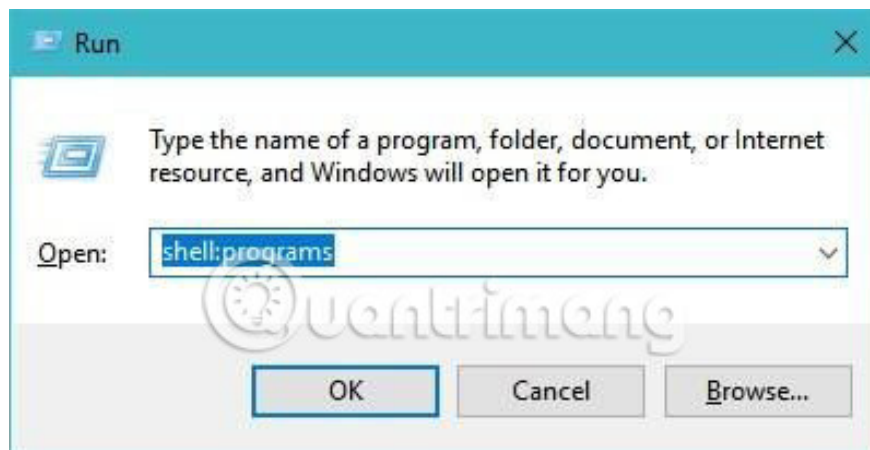 Run
Type the name of a program, folder, document, or Internet
resource, and Windows will open it for you.
Open: shell:programs
Quantrimang
OK Cancel Browse...